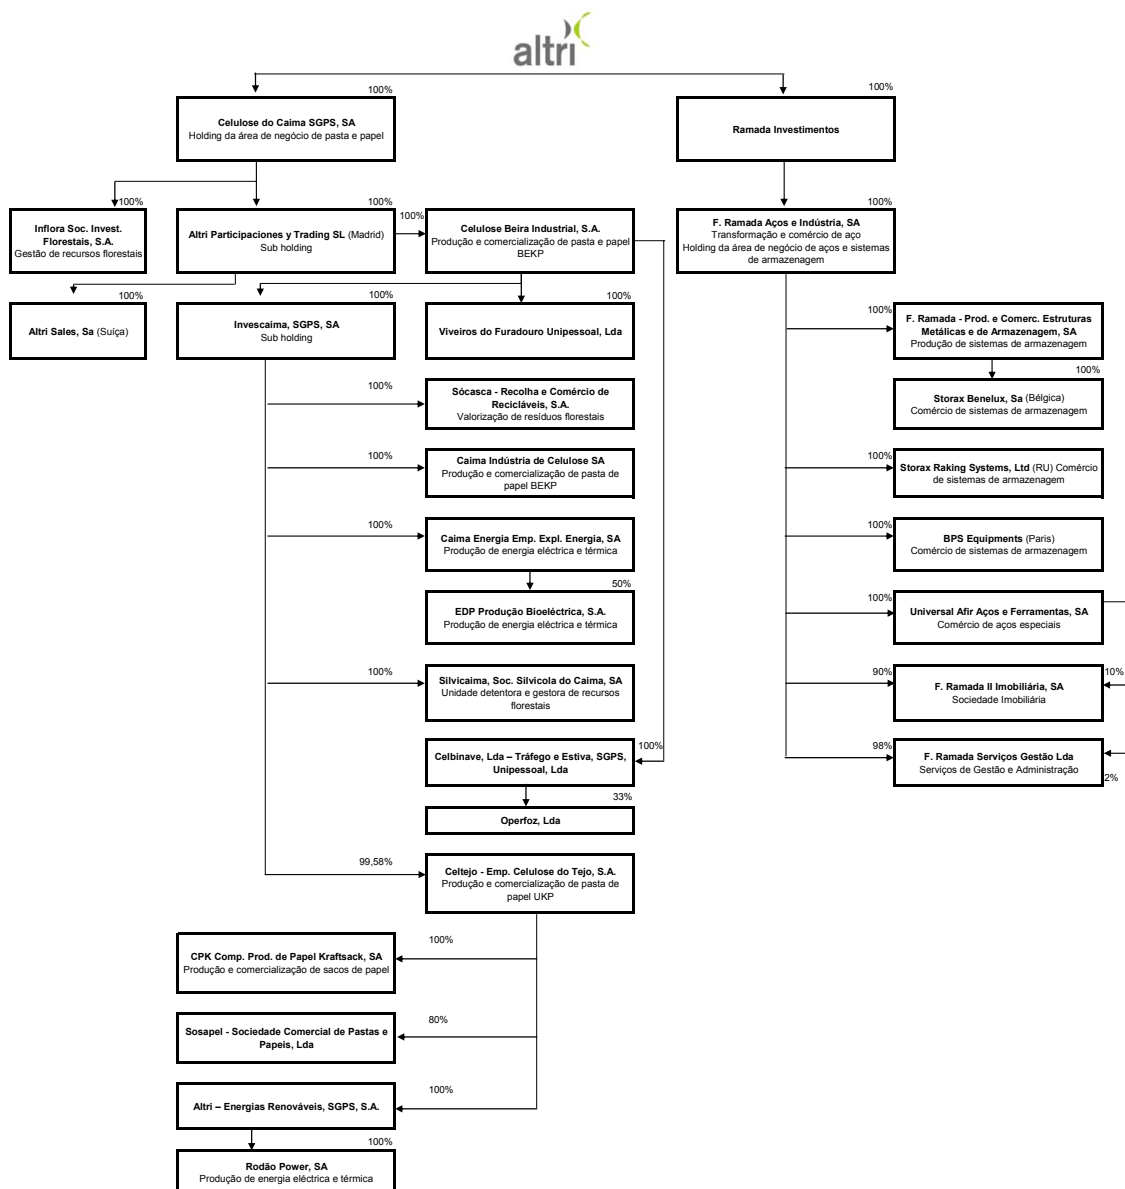 altri
100%
100%
Celulose do Caima SGPS, SA
Holding da área de negócio de pasta e papel
Ramada Investimentos
100%
100%
100%
100%
Inflora Soc. Invest.
Florestais, S.A.
Gestão de recursos florestais
Altri Participaciones y Trading SL (Madrid)
Sub holding
Celulose Beira Industrial, S.A.
Produção e comercialização de pasta e papel
BEKP
F. Ramada Aços e Indústria, SA
Transformação e comércio de aço
Holding da área de negócio de aços e sistemas
de armazenagem
100%
100%
100%
Altri Sales, Sa (Suíça)
Invescaima, SGPS, SA
Sub holding
Viveiros do Furadouro Unipessoal, Lda
100%
F. Ramada - Prod. e Comerc. Estruturas
Metálicas e de Armazenagem, SA
Produção de sistemas de armazenagem
100%
100%
Sócasca - Recolha e Comércio de
Recicláveis, S.A.
Valorização de resíduos florestais
Storax Benelux, Sa (Bélgica)
Comércio de sistemas de armazenagem
100%
Caima Indústria de Celulose SA
Produção e comercialização de pasta de
papel BEKP
100%
Storax Raking Systems, Ltd (RU) Comércio
de sistemas de armazenagem
100%
Caima Energia Emp. Expl. Energia, SA
Produção de energia eléctrica e térmica
100%
BPS Equipments (Paris)
Comércio de sistemas de armazenagem
50%
EDP Produção Bioeléctrica, S.A.
Produção de energia eléctrica e térmica
100%
Universal Afir Aços e Ferramentas, SA
Comércio de aços especiais
100%
Silvicaima, Soc. Silvicola do Caima, SA
Unidade detentora e gestora de recursos
florestais
90%
F. Ramada II Imobiliária, SA
Sociedade Imobiliária
10%
Celbinave, Lda – Tráfego e Estiva, SGPS,
Unipessoal, Lda
100%
98%
F. Ramada Serviços Gestão Lda
Serviços de Gestão e Administração
2%
33%
Operfoz, Lda
99,58%
Celtejo - Emp. Celulose do Tejo, S.A.
Produção e comercialização de pasta de
papel UKP
100%
CPK Comp. Prod. de Papel Kraftsack, SA
Produção e comercialização de sacos de papel
80%
Sosapel - Sociedade Comercial de Pastas e
Papeis, Lda
100%
Altri – Energias Renováveis, SGPS, S.A.
100%
Rodão Power, SA
Produção de energia eléctrica e térmica